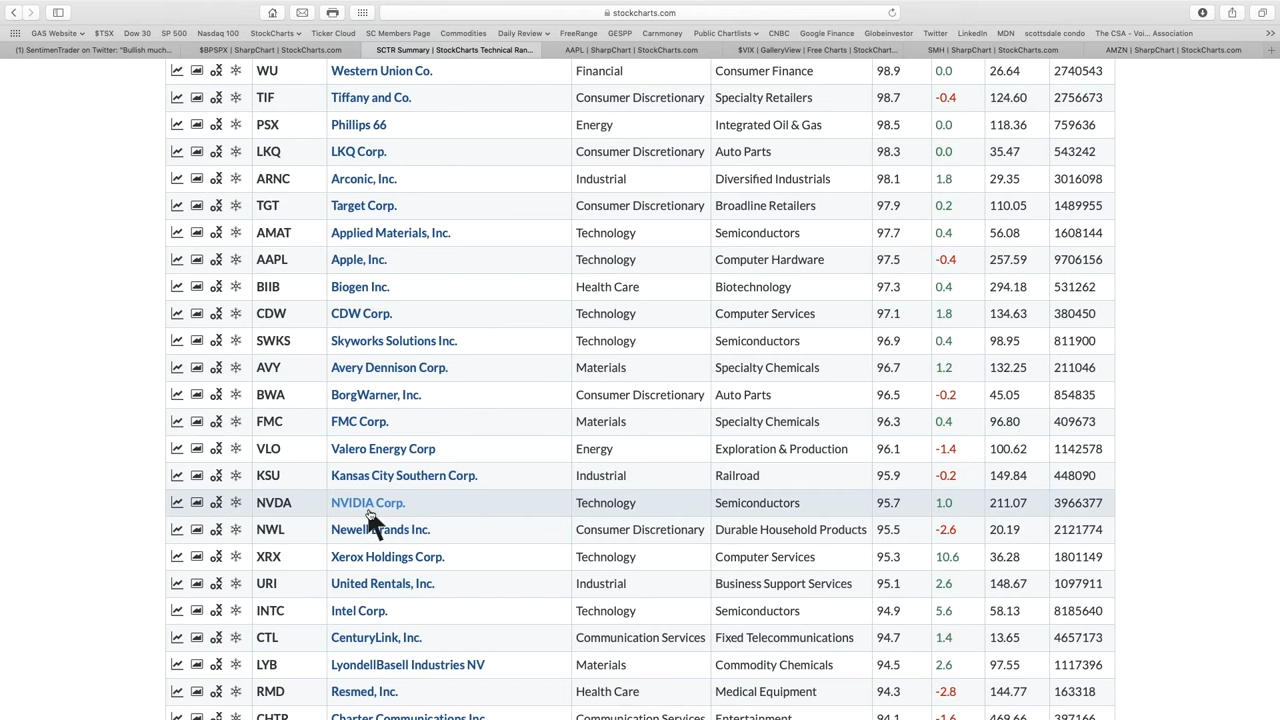 stockcharts.com
GAS Website TSX Dow 30 SP 500 Nasdaq 100 StockCharts Ticker Cloud SC Members Page Commodities Daily Review FreeRange GESPP Carnmoney Public Chartlists CNBC Google Finance Globeinvestor Twitter LinkedIn MDN scottsdale condo The CSA - Voi... Association >>
(1) SentimenTrader on Twitter: "Bullish much... $BPSPX | SharpChart | StockCharts.com SCTR Summary | StockCharts Technical Ran... AAPL | SharpChart | StockCharts.com $VIX | GalleryView | Free Charts | StockChart... SMH | SharpChart | StockCharts.com AMZN | SharpChart | StockCharts.com
WU Western Union Co. Financial Consumer Finance 98.9 0.0 26.64 2740543
TIF Tiffany and Co. Consumer Discretionary Specialty Retailers 98.7 -0.4 124.60 2756673
PSX Phillips 66 Energy Integrated Oil & Gas 98.5 0.0 118.36 759636
LKQ LKQ Corp. Consumer Discretionary Auto Parts 98.3 0.0 35.47 543242
ARNC Arconic, Inc. Industrial Diversified Industrials 98.1 1.8 29.35 3016098
TGT Target Corp. Consumer Discretionary Broadline Retailers 97.9 0.2 110.05 1489955
AMAT Applied Materials, Inc. Technology Semiconductors 97.7 0.4 56.08 1608144
AAPL Apple, Inc. Technology Computer Hardware 97.5 -0.4 257.59 9706156
BIIB Biogen Inc. Health Care Biotechnology 97.3 0.4 294.18 531262
CDW CDW Corp. Technology Computer Services 97.1 1.8 134.63 380450
SWKS Skyworks Solutions Inc. Technology Semiconductors 96.9 0.4 98.95 811900
AVY Avery Dennison Corp. Materials Specialty Chemicals 96.7 1.2 132.25 211046
BWA BorgWarner, Inc. Consumer Discretionary Auto Parts 96.5 -0.2 45.05 854835
FMC FMC Corp. Materials Specialty Chemicals 96.3 0.4 96.80 409673
VLO Valero Energy Corp Energy Exploration & Production 96.1 -1.4 100.62 1142578
KSU Kansas City Southern Corp. Industrial Railroad 95.9 -0.2 149.84 448090
NVDA NVIDIA Corp. Technology Semiconductors 95.7 1.0 211.07 3966377
NWL Newell Brands Inc. Consumer Discretionary Durable Household Products 95.5 -2.6 20.19 2121774
XRX Xerox Holdings Corp. Technology Computer Services 95.3 10.6 36.28 1801149
URI United Rentals, Inc. Industrial Business Support Services 95.1 2.6 148.67 1097911
INTC Intel Corp. Technology Semiconductors 94.9 5.6 58.13 8185640
CTL CenturyLink, Inc. Communication Services Fixed Telecommunications 94.7 1.4 13.65 4657173
LYB LyondellBasell Industries NV Materials Commodity Chemicals 94.5 2.6 97.55 1117396
RMD Resmed, Inc. Health Care Medical Equipment 94.3 -2.8 144.77 163318
CHTR Charter Communications Inc. Communication Services Entertainment 94.1 -1.6 469.66 397166